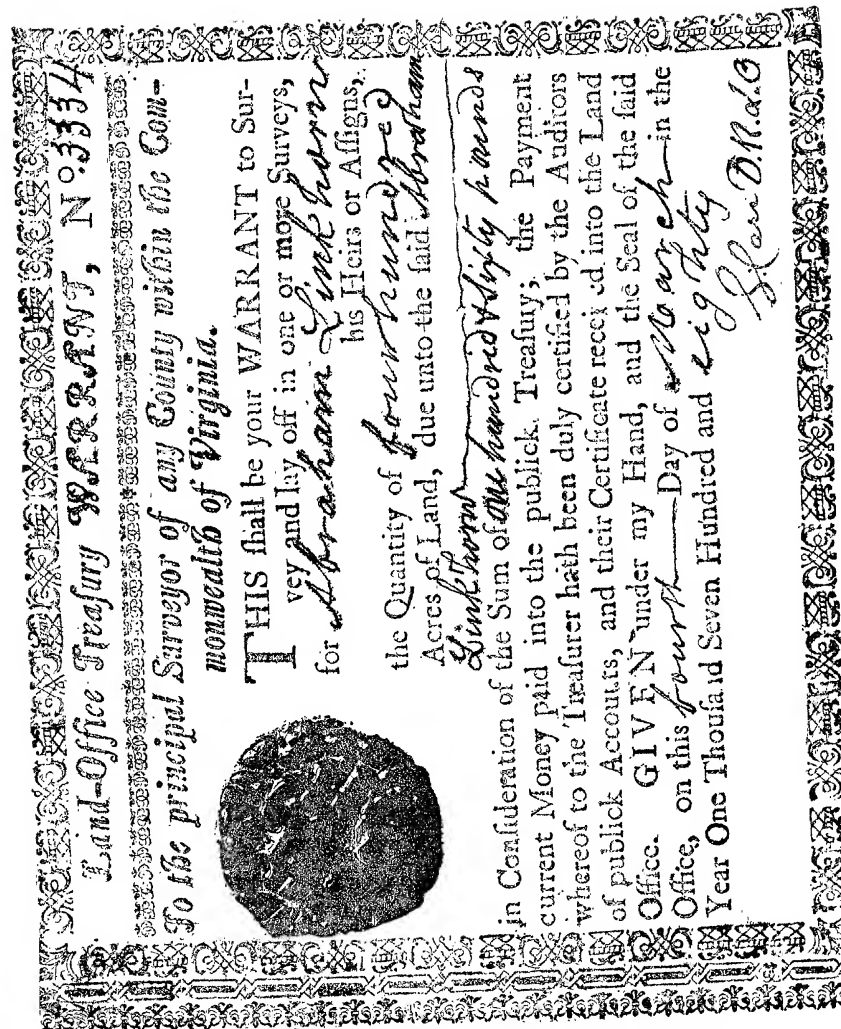 Land-Office Treaſury WARRANT, No. 3334
To the principal Surveyor of any County within the Com-
monwealth of Virginia.
THIS ſhall be your WARRANT to Sur-
vey and lay off in one or more Surveys,
for Abraham Linkhorn
his Heirs or Aſſigns,
the Quantity of four hundred
Acres of Land, due unto the ſaid Abraham
Linkhorn
in Conſideration of the Sum of one hundred & sixty pounds
current Money paid into the publick Treaſury; the Payment
whereof to the Treaſurer hath been duly certified by the Auditors
of publick Accounts, and their Certificate received into the Land
Office. GIVEN under my Hand, and the Seal of the ſaid
Office, on this fourth Day of March in the
Year One Thouſand Seven Hundred and eighty
S. Carr D.R.L.O